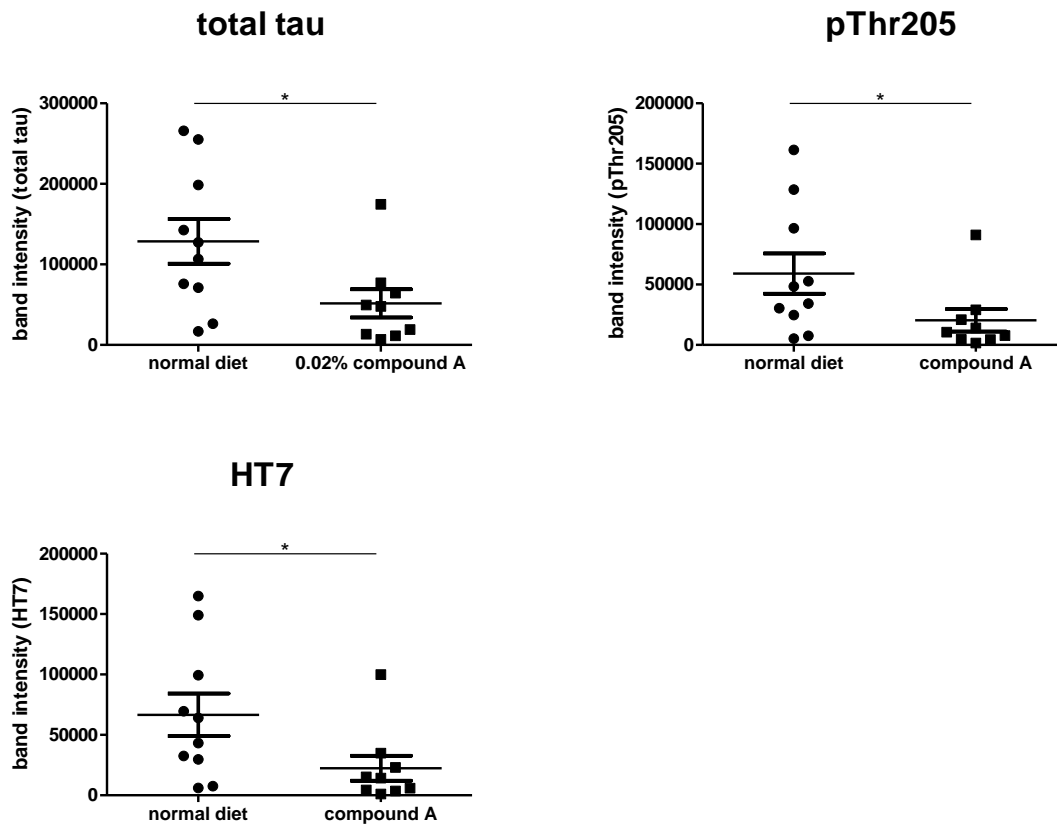 total tau
300000
200000
100000
0
band intensity (total tau)
*
normal diet
0.02% compound A
pThr205
200000
150000
100000
50000
0
band intensity (pThr205)
*
normal diet
compound A
HT7
200000
150000
100000
50000
0
band intensity (HT7)
*
normal diet
compound A